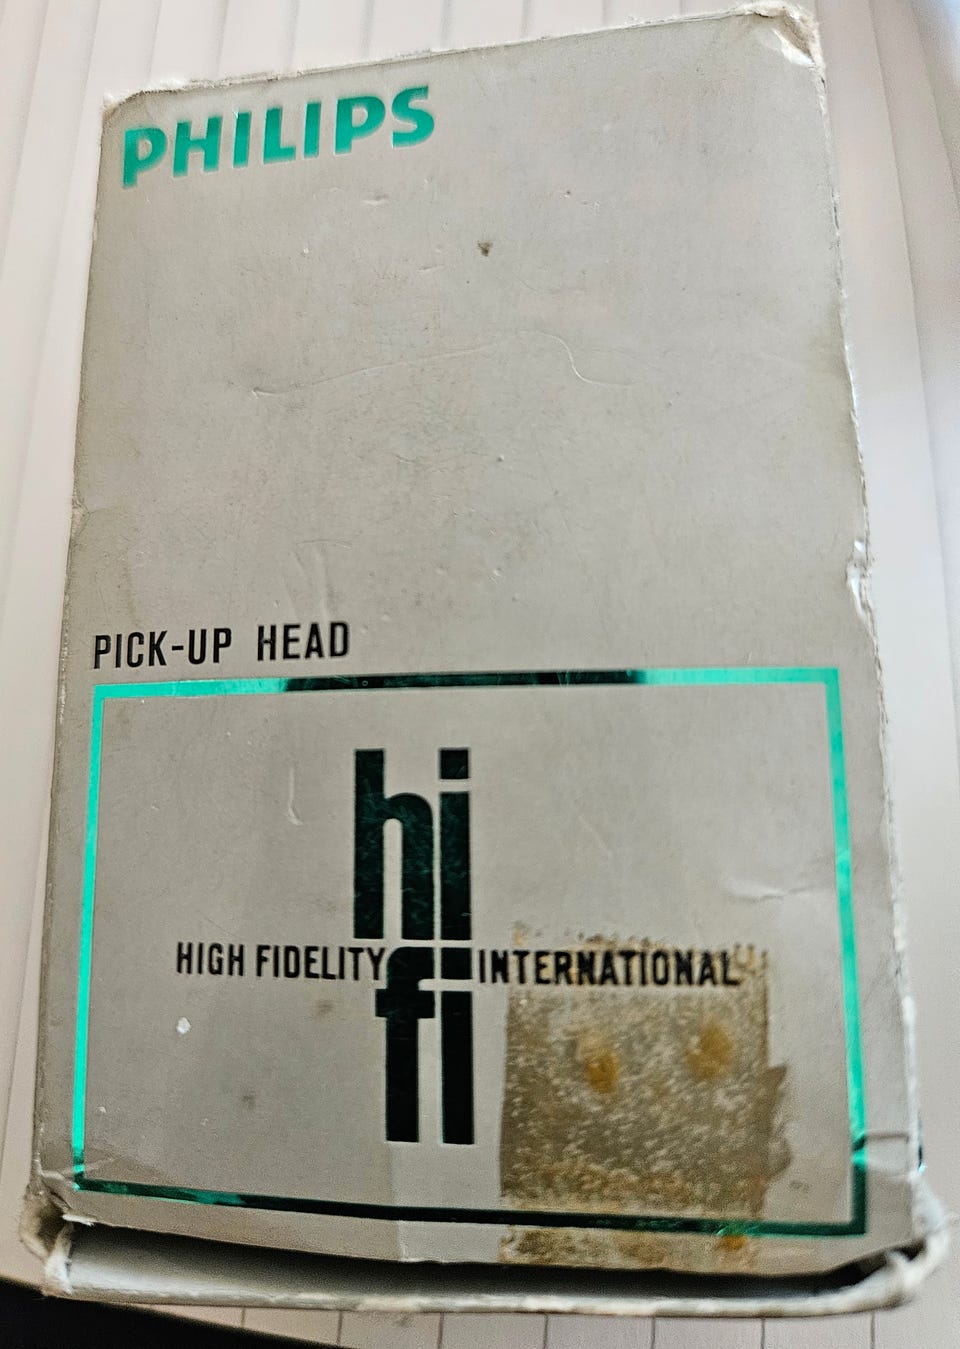 PHILIPS
PICK-UP HEAD
hi
HIGH FIDELITY fi INTERNATIONAL